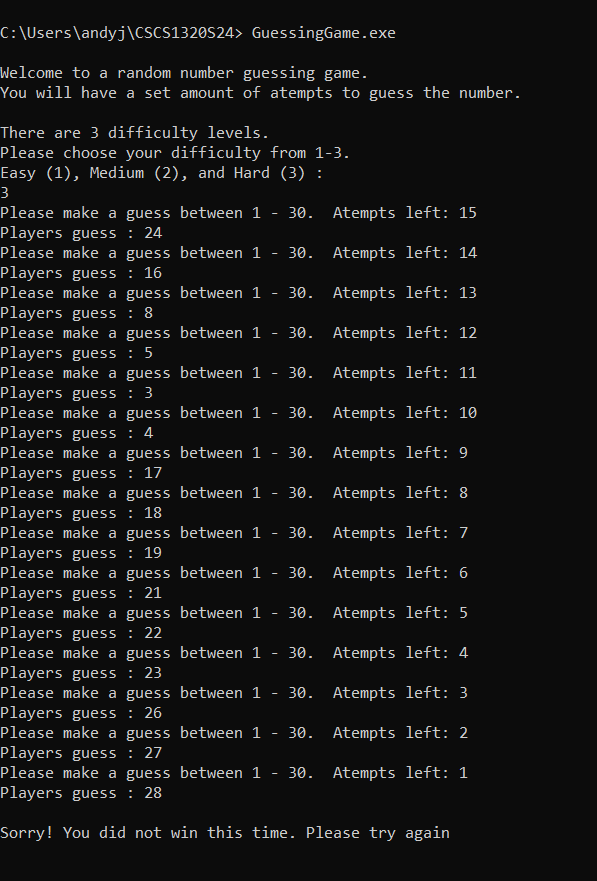 C:\Users\andyj\CSCS1320S24> GuessingGame.exe
Welcome to a random number guessing game.
You will have a set amount of atempts to guess the number.
There are 3 difficulty levels.
Please choose your difficulty from 1-3.
Easy (1), Medium (2), and Hard (3) :
3
Please make a guess between 1 - 30.  Atempts left: 15
Players guess : 24
Please make a guess between 1 - 30.  Atempts left: 14
Players guess : 16
Please make a guess between 1 - 30.  Atempts left: 13
Players guess : 8
Please make a guess between 1 - 30.  Atempts left: 12
Players guess : 5
Please make a guess between 1 - 30.  Atempts left: 11
Players guess : 3
Please make a guess between 1 - 30.  Atempts left: 10
Players guess : 4
Please make a guess between 1 - 30.  Atempts left: 9
Players guess : 17
Please make a guess between 1 - 30.  Atempts left: 8
Players guess : 18
Please make a guess between 1 - 30.  Atempts left: 7
Players guess : 19
Please make a guess between 1 - 30.  Atempts left: 6
Players guess : 21
Please make a guess between 1 - 30.  Atempts left: 5
Players guess : 22
Please make a guess between 1 - 30.  Atempts left: 4
Players guess : 23
Please make a guess between 1 - 30.  Atempts left: 3
Players guess : 26
Please make a guess between 1 - 30.  Atempts left: 2
Players guess : 27
Please make a guess between 1 - 30.  Atempts left: 1
Players guess : 28
Sorry! You did not win this time. Please try again